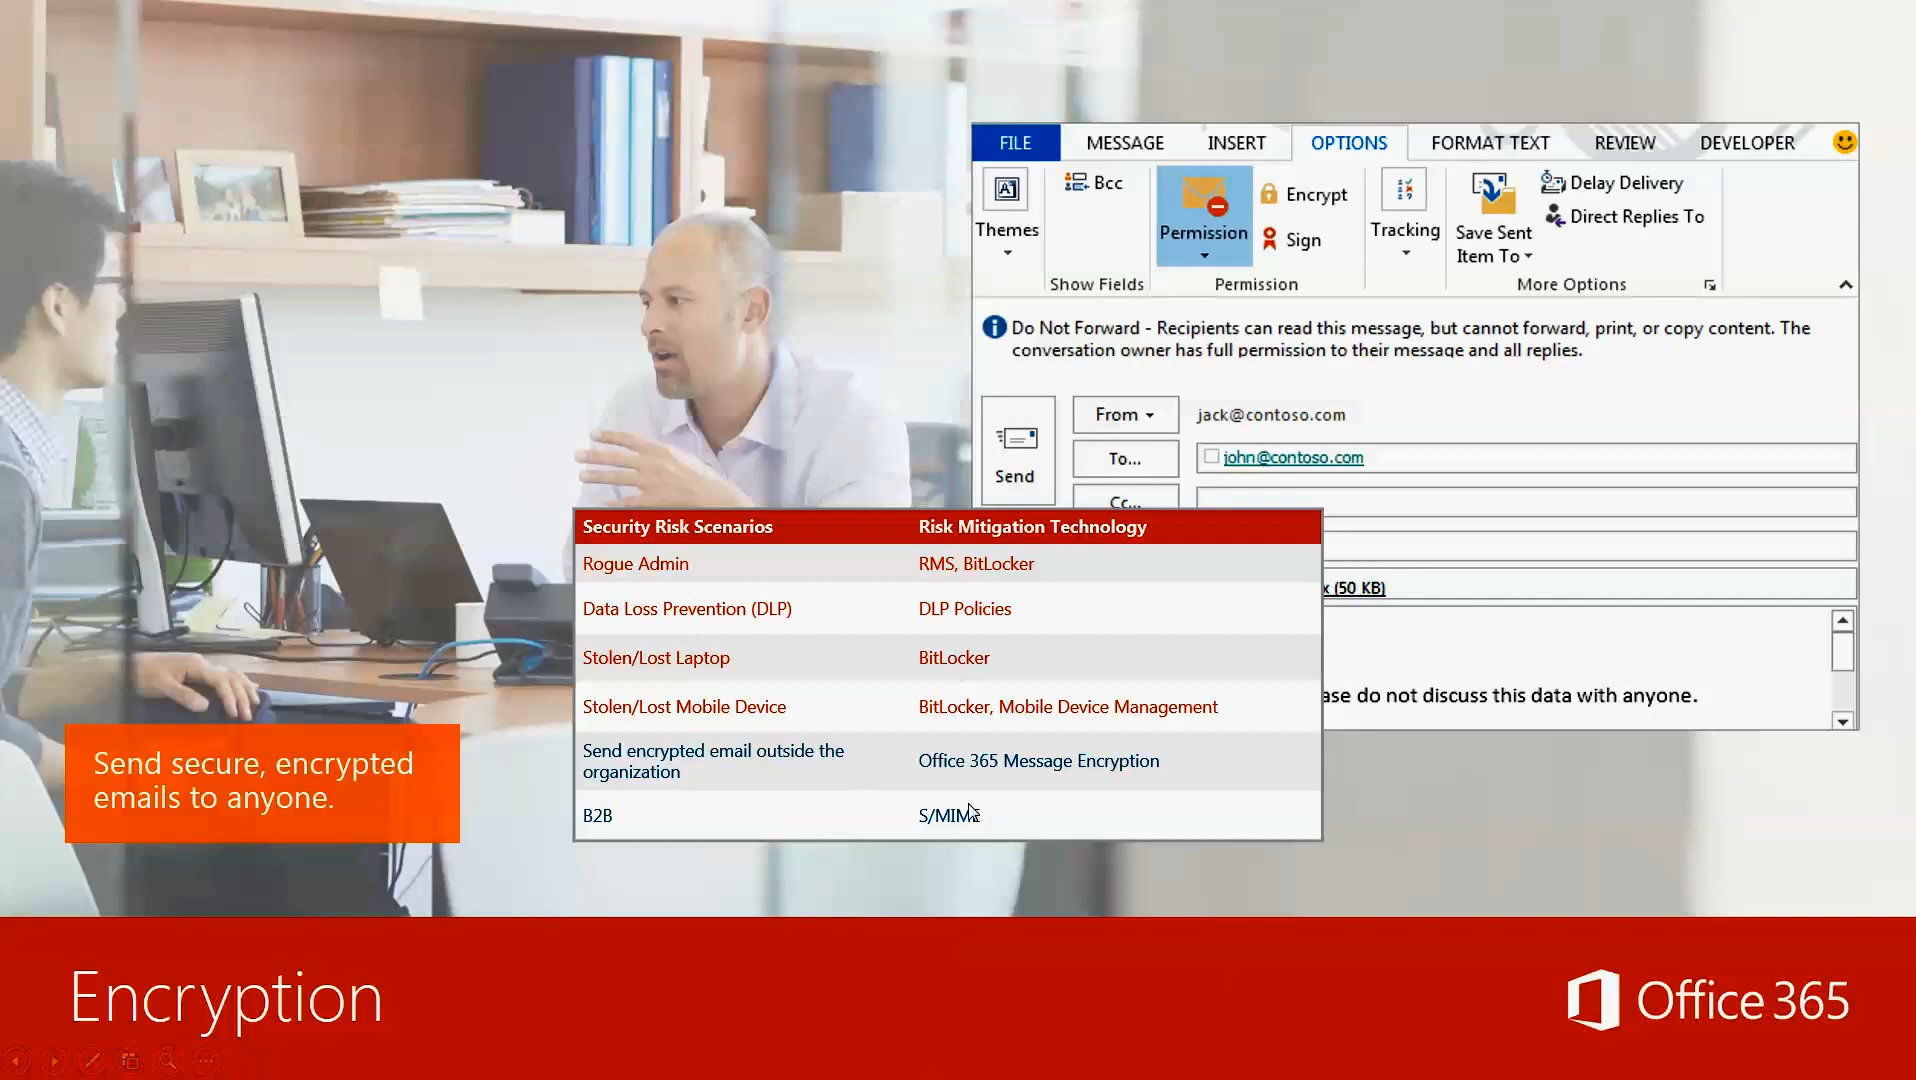 FILE MESSAGE INSERT OPTIONS FORMAT TEXT REVIEW DEVELOPER
Themes
Bcc
Show Fields
Permission
Encrypt
Sign
Permission
Tracking
Save Sent
Item To
Delay Delivery
Direct Replies To
More Options
Do Not Forward - Recipients can read this message, but cannot forward, print, or copy content. The
conversation owner has full permission to their message and all replies.
Send
From
jack@contoso.com
To...
john@contoso.com
Cc...
x (50 KB)
ase do not discuss this data with anyone.
Security Risk Scenarios Risk Mitigation Technology
Rogue Admin RMS, BitLocker
Data Loss Prevention (DLP) DLP Policies
Stolen/Lost Laptop BitLocker
Stolen/Lost Mobile Device BitLocker, Mobile Device Management
Send encrypted email outside the
organization
Office 365 Message Encryption
B2B S/MIME
Send secure, encrypted
emails to anyone.
Encryption
Office 365